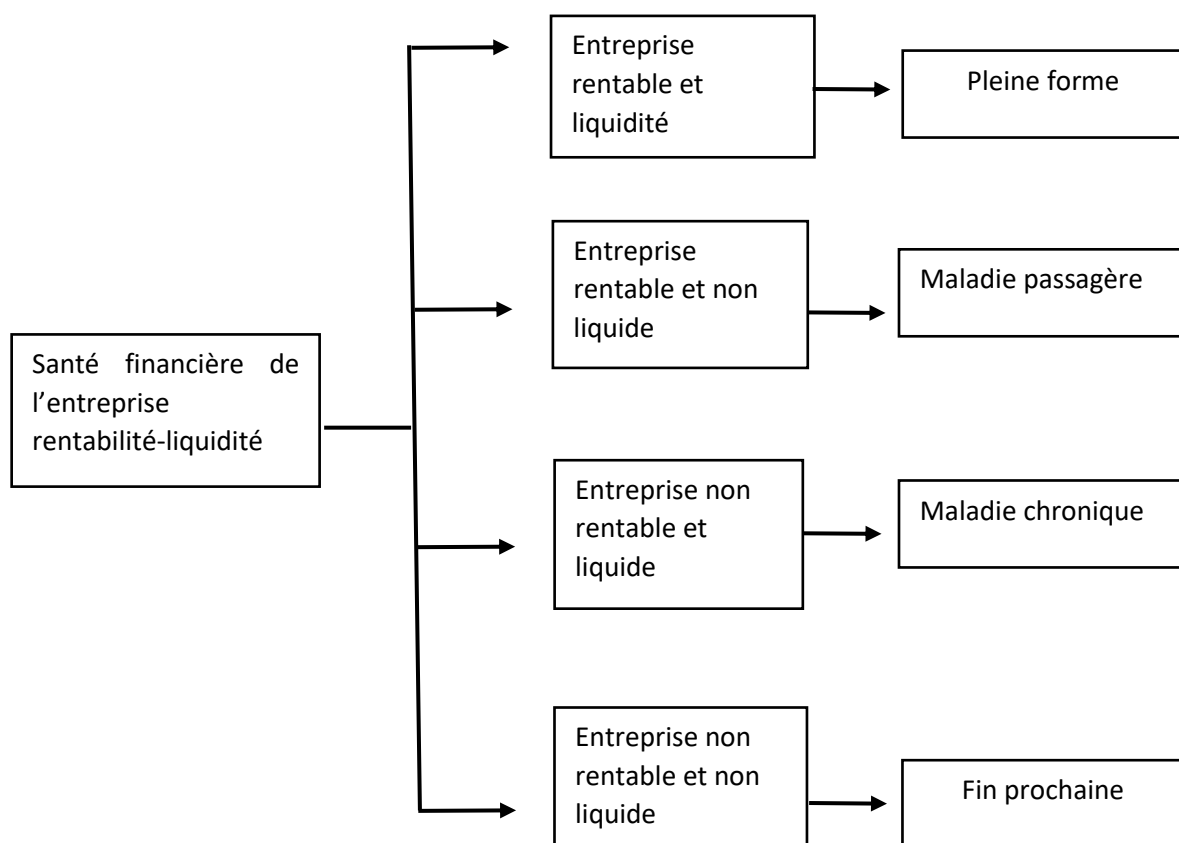 Entreprise
rentable et
liquidité
Pleine forme
Entreprise
rentable et non
liquide
Maladie passagère
Santé financière de
l’entreprise
rentabilité-liquidité
Entreprise non
rentable et
liquide
Maladie chronique
Entreprise non
rentable et non
liquide
Fin prochaine